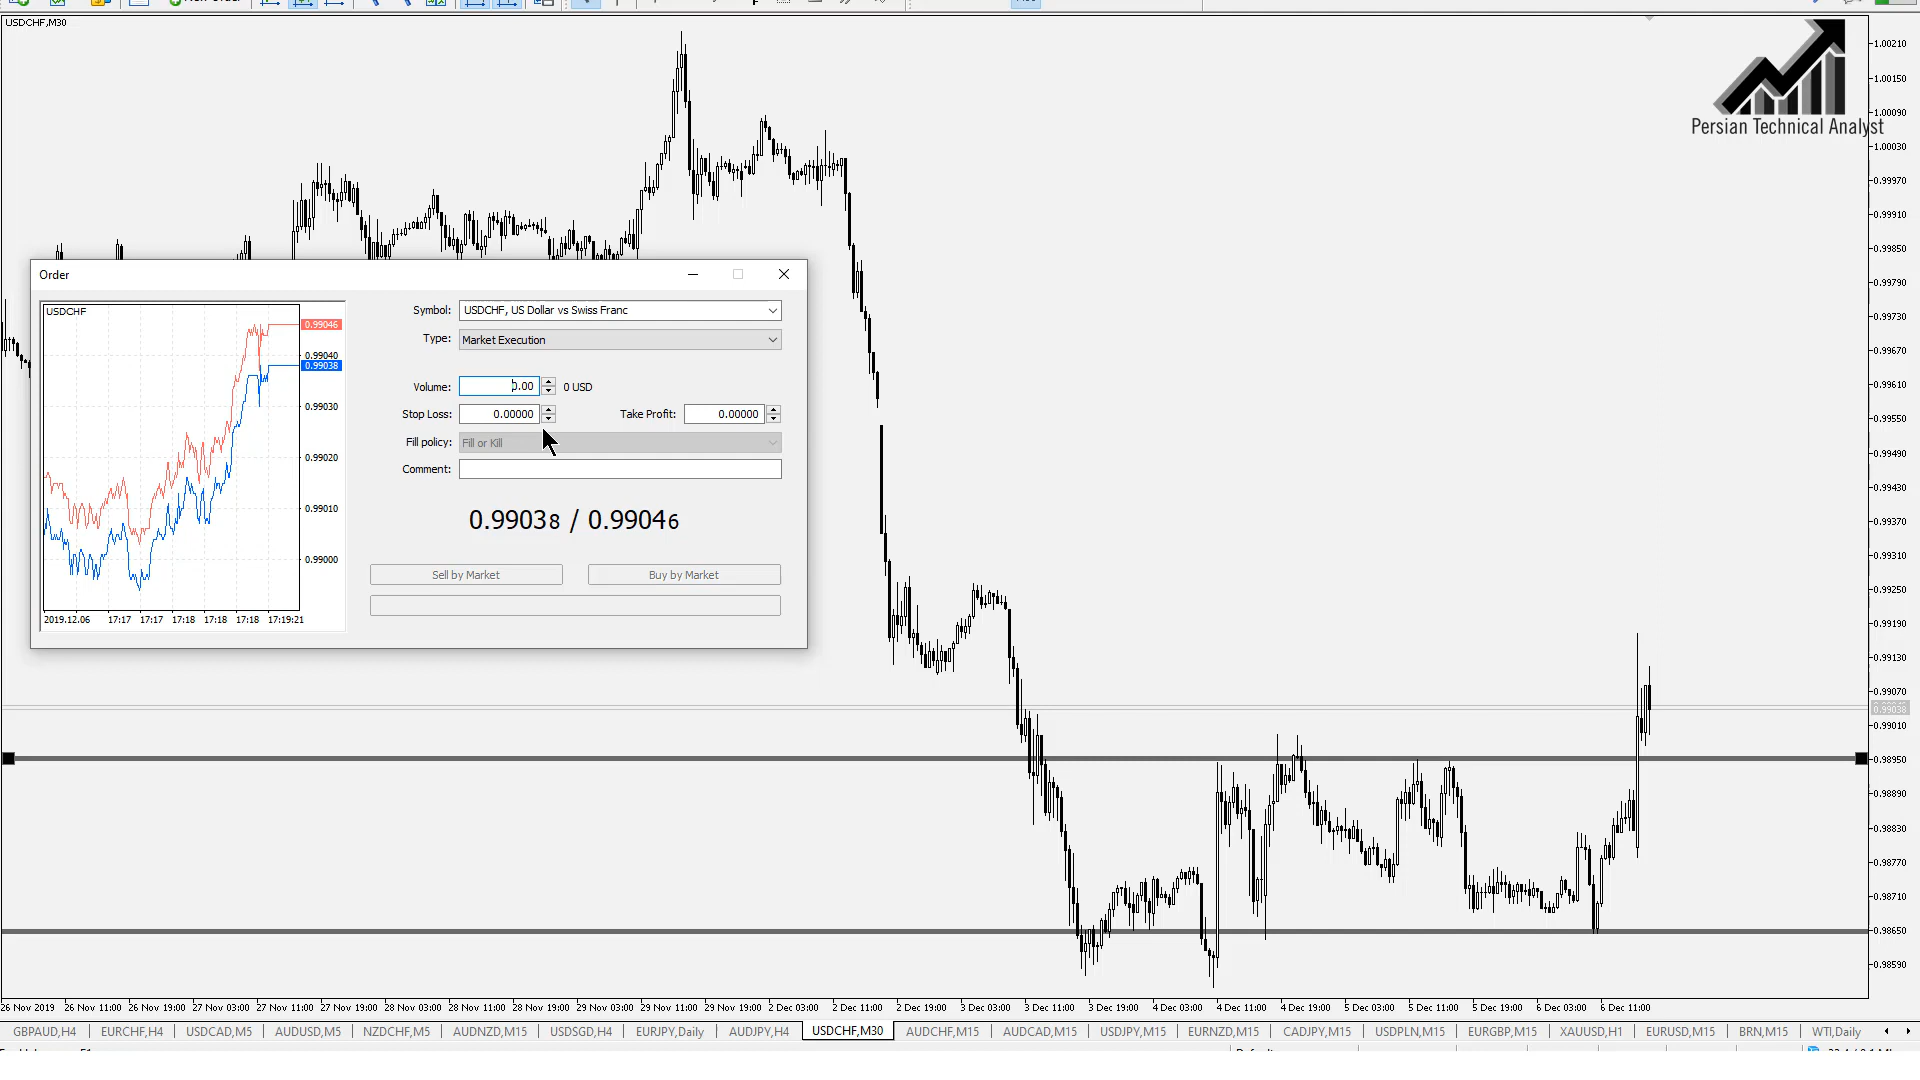 USDCHF,M30
1.00210
1.00150
1.00090
1.00030
0.99970
0.99910
0.99850
0.99790
0.99730
0.99670
0.99610
0.99550
0.99490
0.99430
0.99370
0.99310
0.99250
0.99190
0.99130
0.99070
0.99038
0.99010
0.98950
0.98890
0.98830
0.98770
0.98710
0.98650
0.98590
Persian Technical Analyst
Order
USDCHF
0.99046
0.99040
0.99038
0.99030
0.99020
0.99010
0.99000
2019.12.06 17:17 17:17 17:18 17:18 17:18 17:19:21
Symbol: USDCHF, US Dollar vs Swiss Franc
Type: Market Execution
Volume: 0.00 0 USD
Stop Loss: 0.00000 Take Profit: 0.00000
Fill policy: Fill or Kill
Comment:
0.99038 / 0.99046
Sell by Market Buy by Market
26 Nov 2019 26 Nov 11:00 26 Nov 19:00 27 Nov 03:00 27 Nov 11:00 27 Nov 19:00 28 Nov 03:00 28 Nov 11:00 28 Nov 19:00 29 Nov 03:00 29 Nov 11:00 29 Nov 19:00 2 Dec 03:00 2 Dec 11:00 2 Dec 19:00 3 Dec 03:00 3 Dec 11:00 3 Dec 19:00 4 Dec 03:00 4 Dec 11:00 4 Dec 19:00 5 Dec 03:00 5 Dec 11:00 5 Dec 19:00 6 Dec 03:00 6 Dec 11:00
GBPAUD,H4 EURCHF,H4 USDCAD,M5 AUDUSD,M5 NZDCHF,M5 AUDNZD,M15 USDSGD,H4 EURJPY,Daily AUDJPY,H4 USDCHF,M30 AUDCHF,M15 AUDCAD,M15 USDJPY,M15 EURNZD,M15 CADJPY,M15 USDPLN,M15 EURGBP,M15 XAUUSD,H1 EURUSD,M15 BRN,M15 WTI,Daily